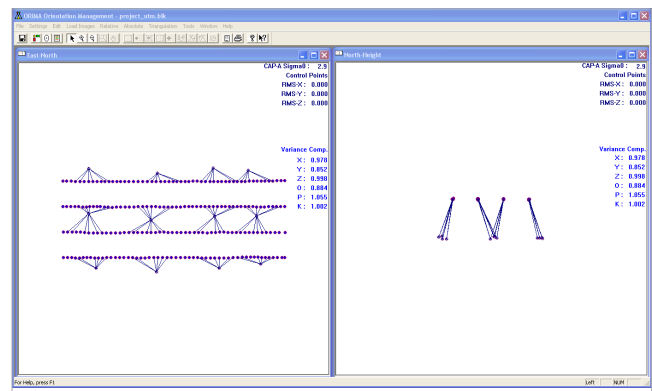 ORIMA Orientation Management - project_utm.blk
File Settings Edit Load Images Relative Absolute Triangulation Tools Window Help
East-North
CAP-A Sigma0 : 2.9
Control Points
RMS-X : 0.000
RMS-Y : 0.000
RMS-Z : 0.000
Variance Comp.
X : 0.978
Y : 0.852
Z : 0.998
O : 0.884
P : 1.055
K : 1.002
North-Height
CAP-A Sigma0 : 2.9
Control Points
RMS-X : 0.000
RMS-Y : 0.000
RMS-Z : 0.000
Variance Comp.
X : 0.978
Y : 0.852
Z : 0.998
O : 0.884
P : 1.055
K : 1.002
For Help, press F1
Left NUM